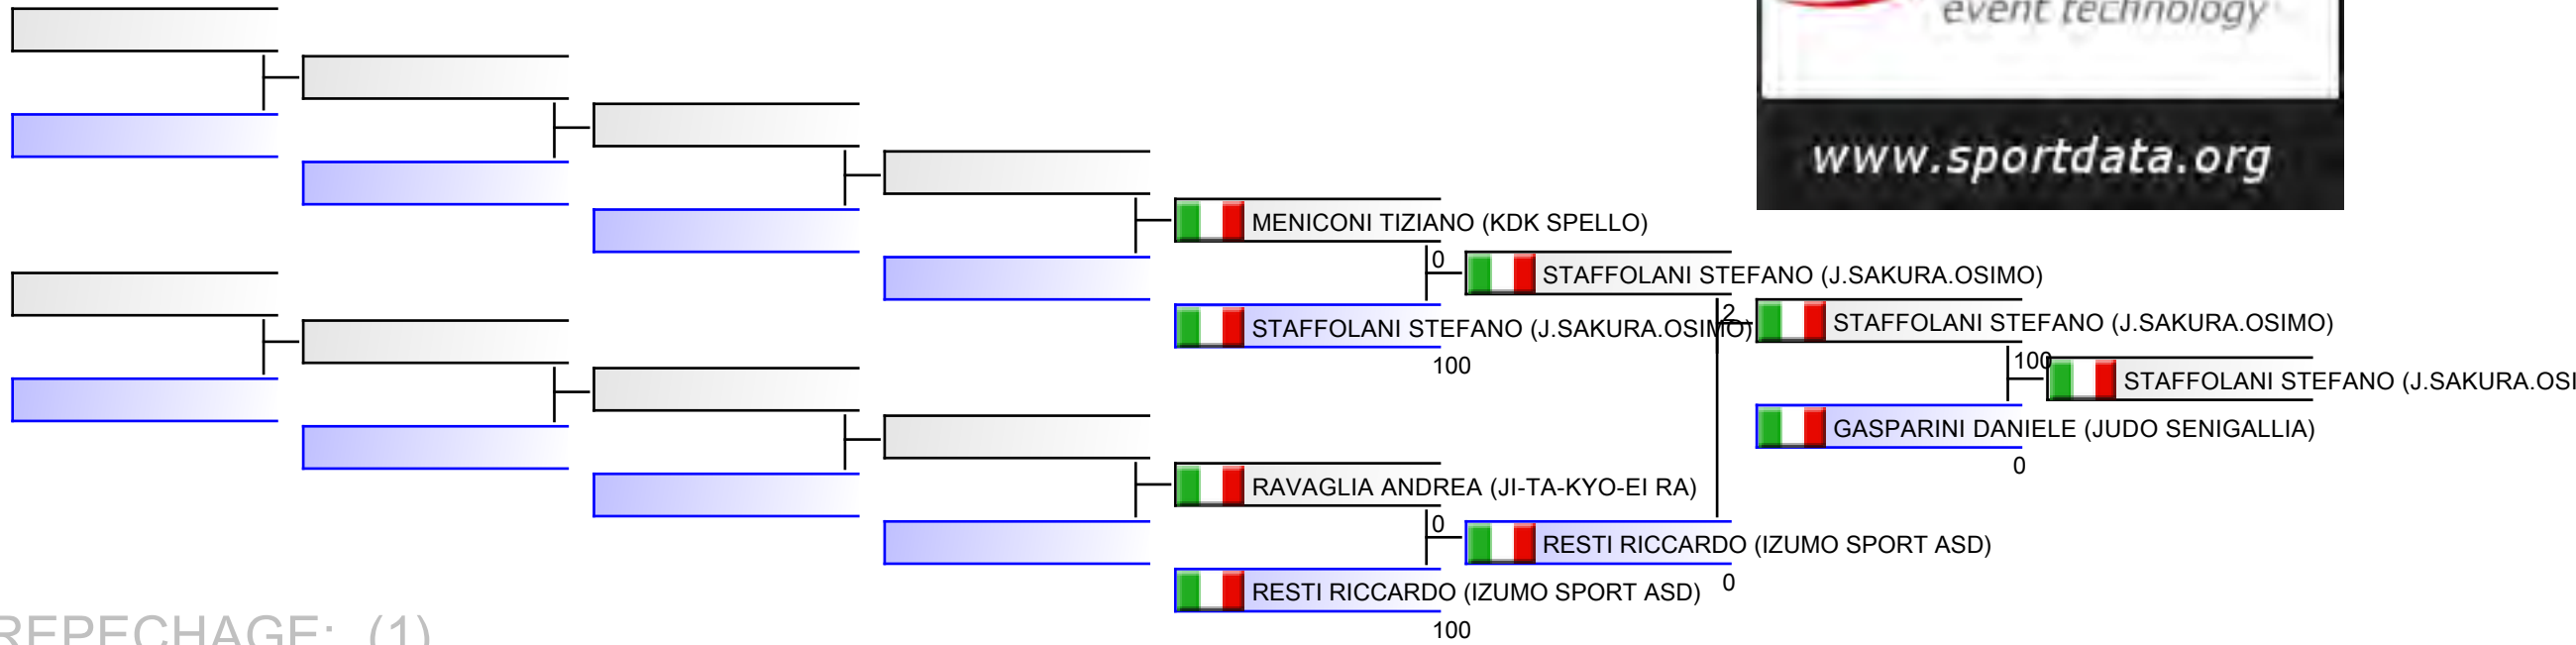 event technology
www.sportdata.org
MENICONI TIZIANO (KDK SPELLO)
0
STAFFOLANI STEFANO (J.SAKURA.OSIMO)
STAFFOLANI STEFANO (J.SAKURA.OSIMO)
100
2
STAFFOLANI STEFANO (J.SAKURA.OSIMO)
100
STAFFOLANI STEFANO (J.SAKURA.OSI
GASPARINI DANIELE (JUDO SENIGALLIA)
0
RAVAGLIA ANDREA (JI-TA-KYO-EI RA)
0
RESTI RICCARDO (IZUMO SPORT ASD)
0
RESTI RICCARDO (IZUMO SPORT ASD)
100
REPECHAGE: (1)